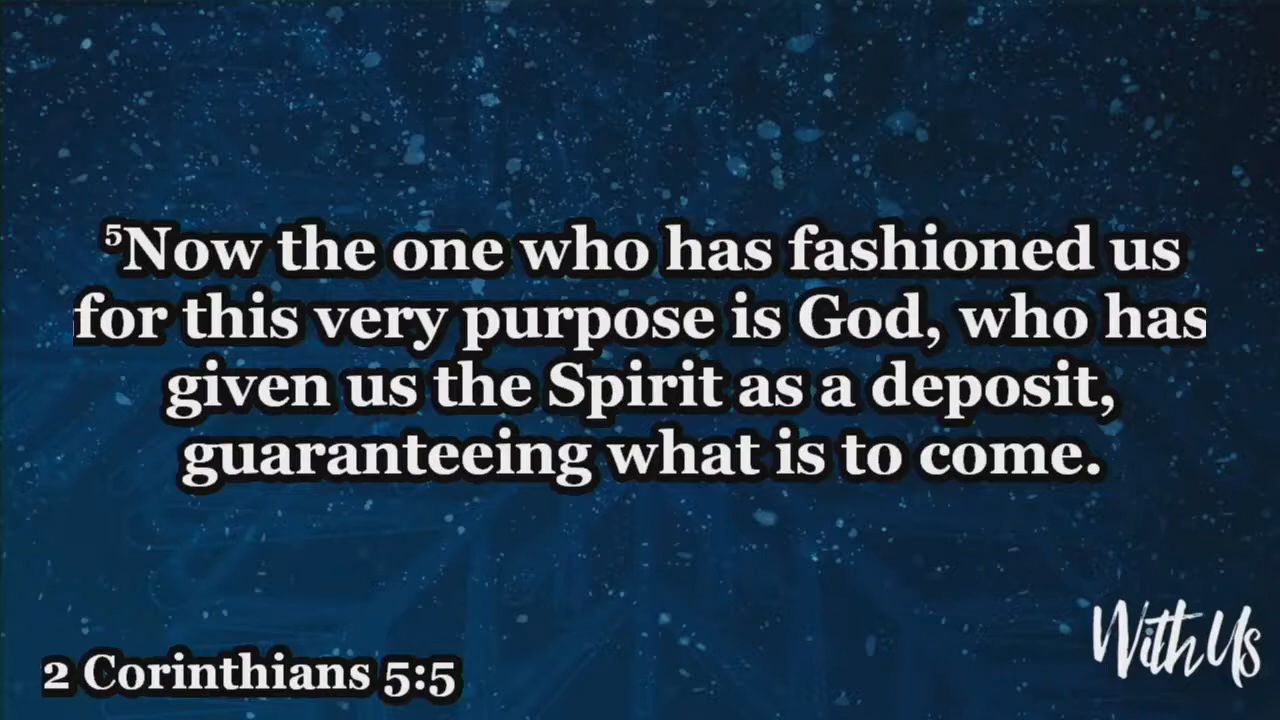 ⁵Now the one who has fashioned us
for this very purpose is God, who has
given us the Spirit as a deposit,
guaranteeing what is to come.
2 Corinthians 5:5
With Us